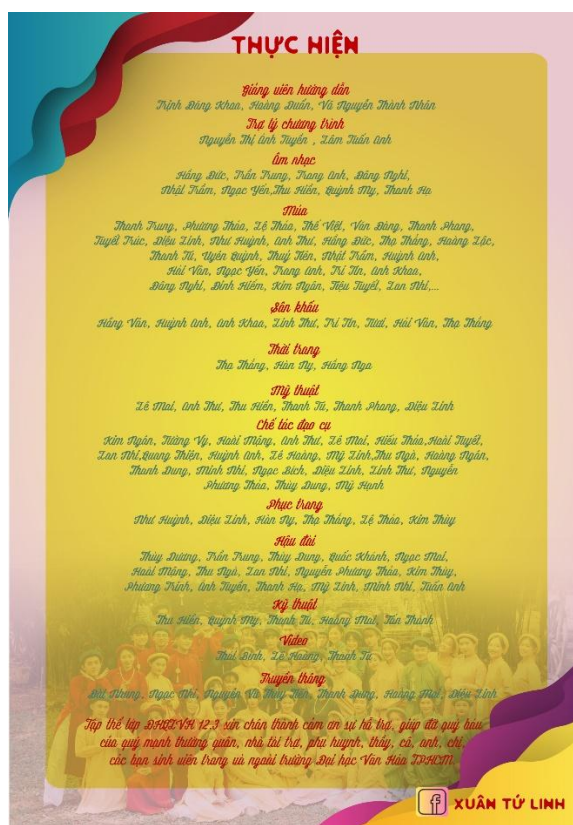 THỰC HIỆN
Giảng viên hướng dẫn
Trịnh Đăng Khoa, Hoàng Duẩn, Võ Nguyễn Thành Nhân
Trợ lý chương trình
Nguyễn Thị Ánh Tuyền , Lâm Tuấn Anh
Âm nhạc
Hồng Đức, Trần Trung, Trang Anh, Đông Nghi,
Nhật Trâm, Ngọc Yến,Thu Hiền, Quỳnh My, Thanh Hạ
Múa
Thanh Trung, Phương Thảo, Lệ Thảo, Thế Việt, Văn Đàng, Thanh Phong,
Tuyết Trúc, Diệu Linh, Như Huỳnh, Anh Thư, Hồng Đức, Thọ Thắng, Hoàng Lộc,
Thanh Tú, Uyên Quỳnh, Thuỷ Tiên, Nhật Trâm, Huỳnh Anh,
Hải Vân, Ngọc Yến, Trang Anh, Trí Tín, Anh Khoa,
Đông Nghi, Đình Hiếm, Kim Ngân, Tiểu Tuyết, Lan Nhi,...
Sân khấu
Hồng Vân, Huỳnh Anh, Anh Khoa, Linh Thư, Trí Tín, Tươi, Hải Vân, Thọ Thắng
Thời trang
Thọ Thắng, Hàn Ny, Hồng Nga
Mỹ thuật
Lê Mai, Anh Thư, Thu Hiền, Thanh Tú, Thanh Phong, Diệu Linh
Chế tác đạo cụ
Kim Ngân, Tường Vy, Hoài Mộng, Anh Thư, Lê Mai, Hiếu Thảo,Hoài Tuyết,
Lan Nhi,Quang Thiện, Huỳnh Anh, Lê Hoàng, Mỹ Linh,Thu Ngà, Hoàng Ngân,
Thanh Dung, Minh Nhí, Ngọc Bích, Diệu Linh, Linh Thư, Nguyễn
Phương Thảo, Thùy Dung, Mỹ Hạnh
Phục trang
Như Huỳnh, Diệu Linh, Hàn Ny, Thọ Thắng, Lệ Thảo, Kim Thùy
Hậu đài
Thùy Dương, Trần Trung, Thùy Dung, Quốc Khánh, Ngọc Mai,
Hoài Mộng, Thu Ngà, Lan Nhi, Nguyễn Phương Thảo, Kim Thùy,
Phương Trinh, Ánh Tuyền, Thanh Hạ, Mỹ Linh, Minh Nhí, Tuấn Anh
Kỹ thuật
Thu Hiền, Quỳnh My, Thanh Tú, Hoàng Mai, Tấn Thành
Video
Thái Bình, Lê Hoàng, Thanh Tú
Truyền thông
Nhung, Ngọc Nhi, Nguyễn Võ Thuỷ Tiên, Thanh Dung, Hoàng Mai, Diệu Linh
Tập thể lớp ĐHQLVH 12.3 xin chân thành cảm ơn sự hỗ trợ, giúp đỡ quý báu
của quý mạnh thường quân, nhà tài trợ, phụ huynh, thầy, cô, anh, chị,
các bạn sinh viên trong và ngoài trường Đại học Văn Hóa TPHCM.
XUÂN TỨ LINH